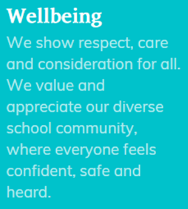 Wellbeing
We show respect, care
and consideration for all.
We value and
appreciate our diverse
school community,
where everyone feels
confident, safe and
heard.